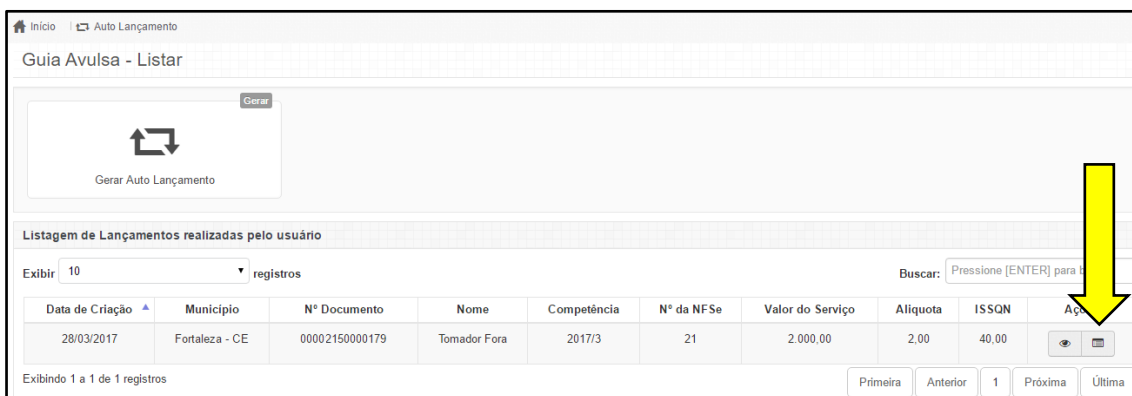 Início Auto Lançamento
Guia Avulsa - Listar
Gerar
Gerar Auto Lançamento
Listagem de Lançamentos realizadas pelo usuário
Exibir 10 registros Buscar: Pressione [ENTER] para
Data de Criação Município Nº Documento Nome Competência Nº da NFSe Valor do Serviço Aliquota ISSQN
28/03/2017 Fortaleza - CE 00002150000179 Tomador Fora 2017/3 21 2.000,00 2,00 40,00
Exibindo 1 a 1 de 1 registros Primeira Anterior 1 Próxima Última